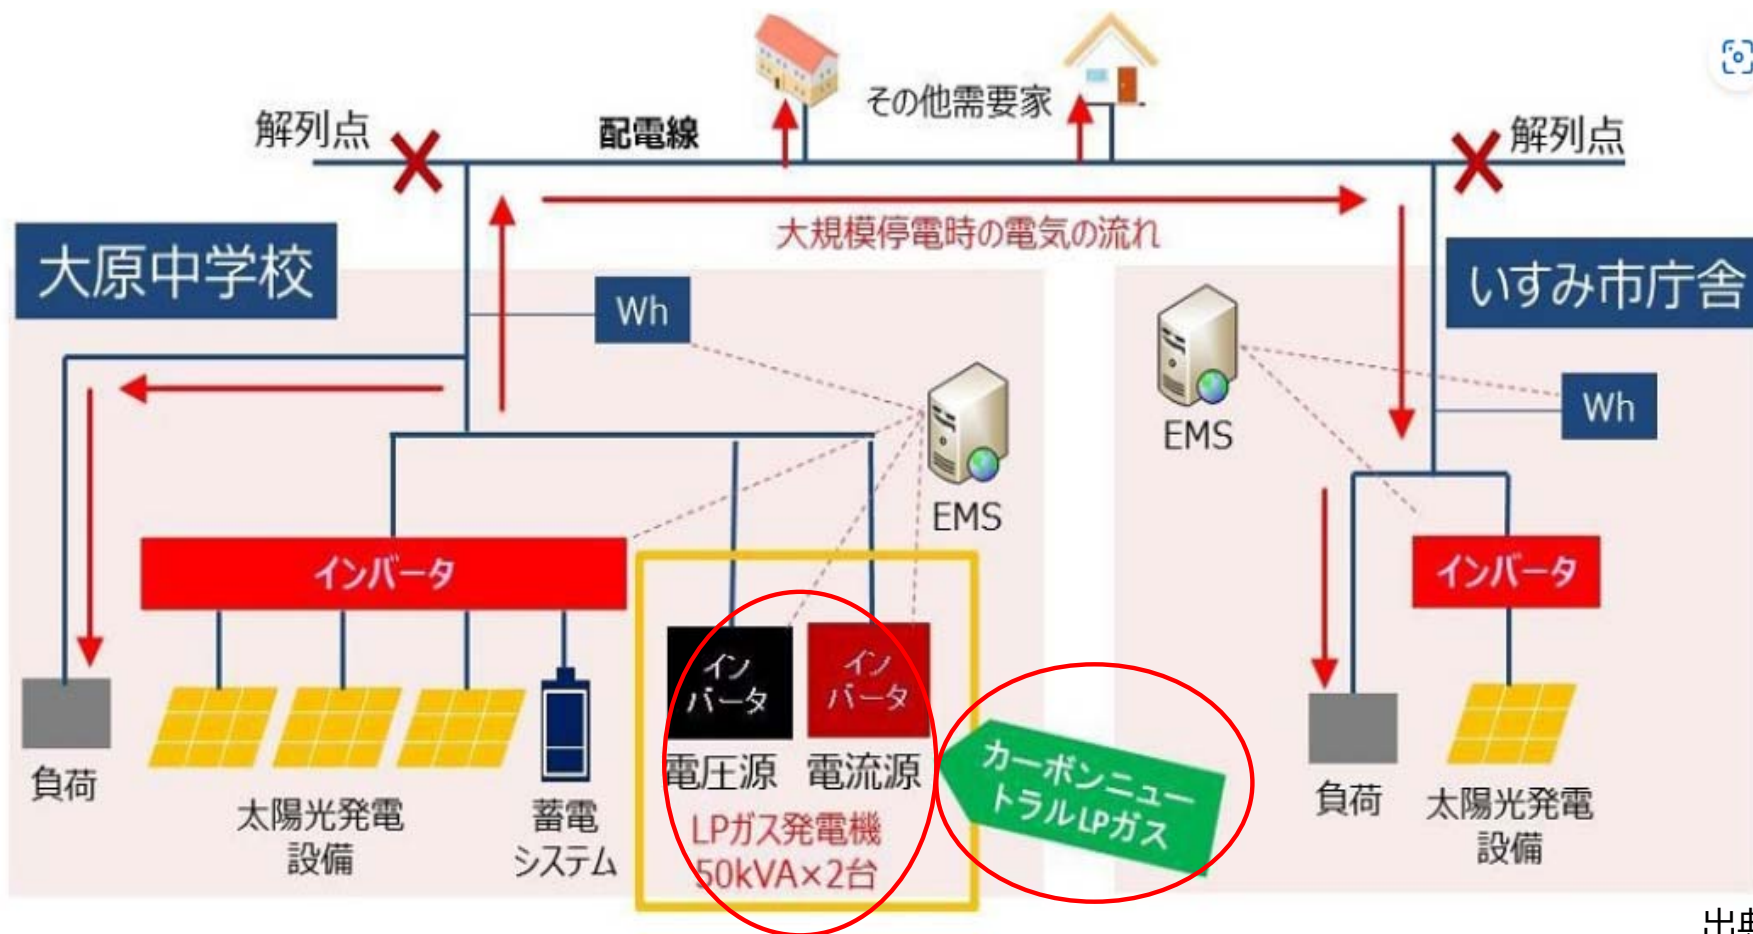 その他需要家
解列点
配電線
解列点
大規模停電時の電気の流れ
大原中学校
いすみ市庁舎
Wh
Wh
EMS
EMS
インバータ
インバータ
イン
バータ
イン
バータ
電圧源
電流源
LPガス発電機
50kVA×2台
カーボンニュー
トラルLPガス
負荷
太陽光発電
設備
蓄電
システム
負荷
太陽光発電
設備
出典